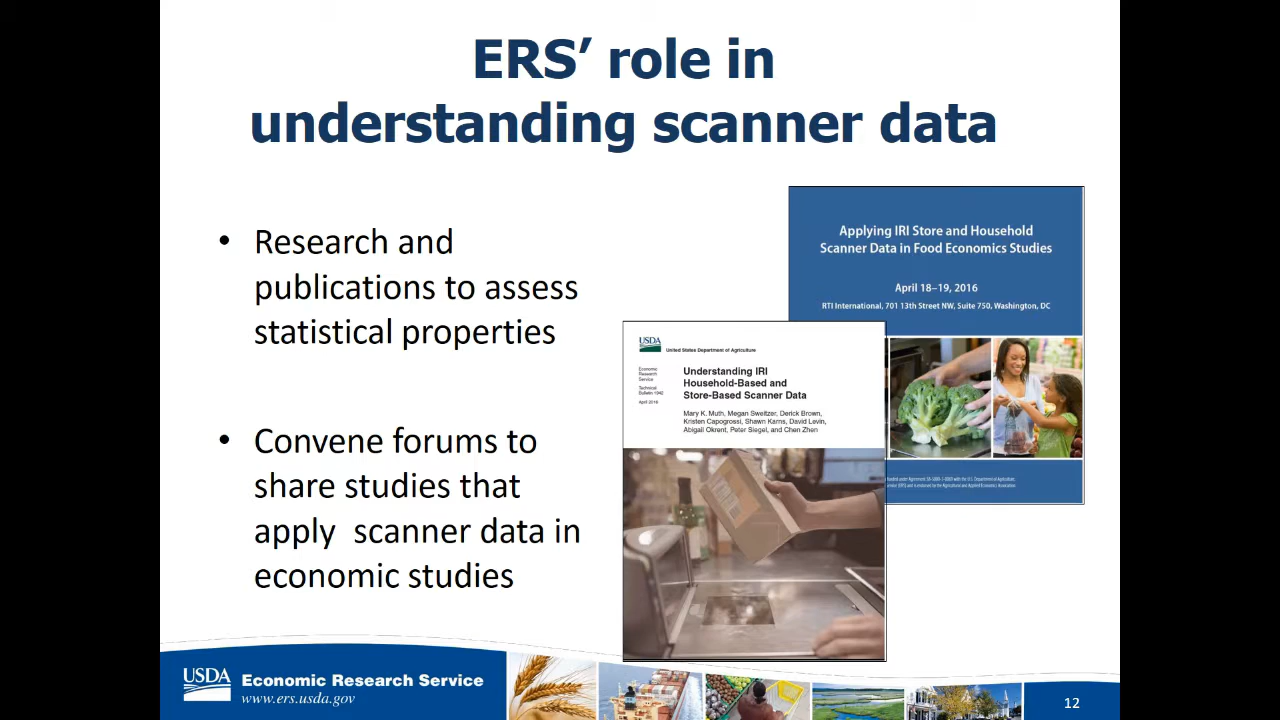 ERS’ role in
understanding scanner data
• Research and
publications to assess
statistical properties
• Convene forums to
share studies that
apply scanner data in
economic studies
Applying IRI Store and Household
Scanner Data in Food Economics Studies
April 18–19, 2016
RTI International, 701 13th Street NW, Suite 750, Washington, DC
USDA
United States Department of Agriculture
Economic
Research
Service
Technical
Bulletin 1942
April 2016
Understanding IRI
Household-Based and
Store-Based Scanner Data
Mary K. Muth, Megan Sweitzer, Derick Brown,
Kristen Capogrossi, Shawn Karns, David Levin,
Abigail Okrent, Peter Siegel, and Chen Zhen
USDA
Economic Research Service
www.ers.usda.gov
12